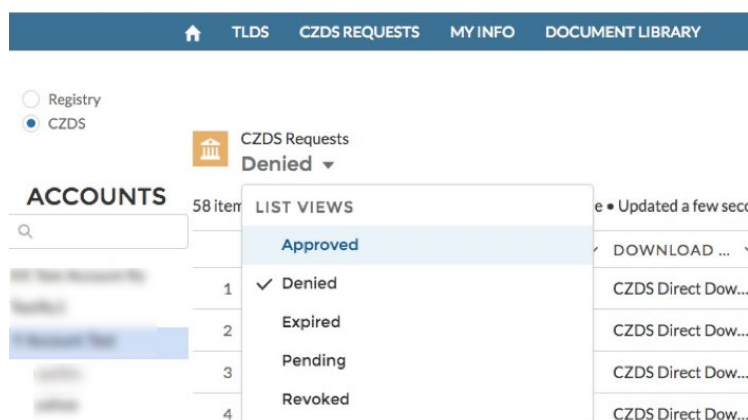 TLDS CZDS REQUESTS MY INFO DOCUMENT LIBRARY
Registry
CZDS
CZDS Requests
Denied
ACCOUNTS
58 item
e • Updated a few seco
LIST VIEWS
Approved
Denied
Expired
Pending
Revoked
DOWNLOAD ...
1 CZDS Direct Dow...
2 CZDS Direct Dow...
3 CZDS Direct Dow...
4 CZDS Direct Dow...